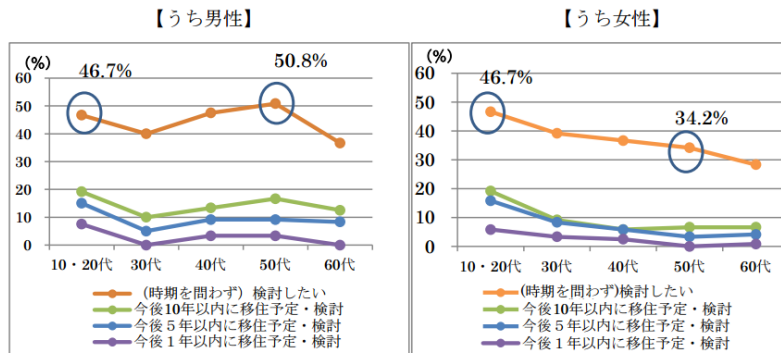 【うち男性】
(%)
46.7%
50.8%
60
50
40
30
20
10
0
10・20代 30代 40代 50代 60代
(時期を問わず) 検討したい
今後10年以内に移住予定・検討
今後５年以内に移住予定・検討
今後１年以内に移住予定・検討
【うち女性】
(%)
46.7%
34.2%
60
50
40
30
20
10
0
10・20代 30代 40代 50代 60代
(時期を問わず)検討したい
今後10年以内に移住予定・検討
今後５年以内に移住予定・検討
今後１年以内に移住予定・検討